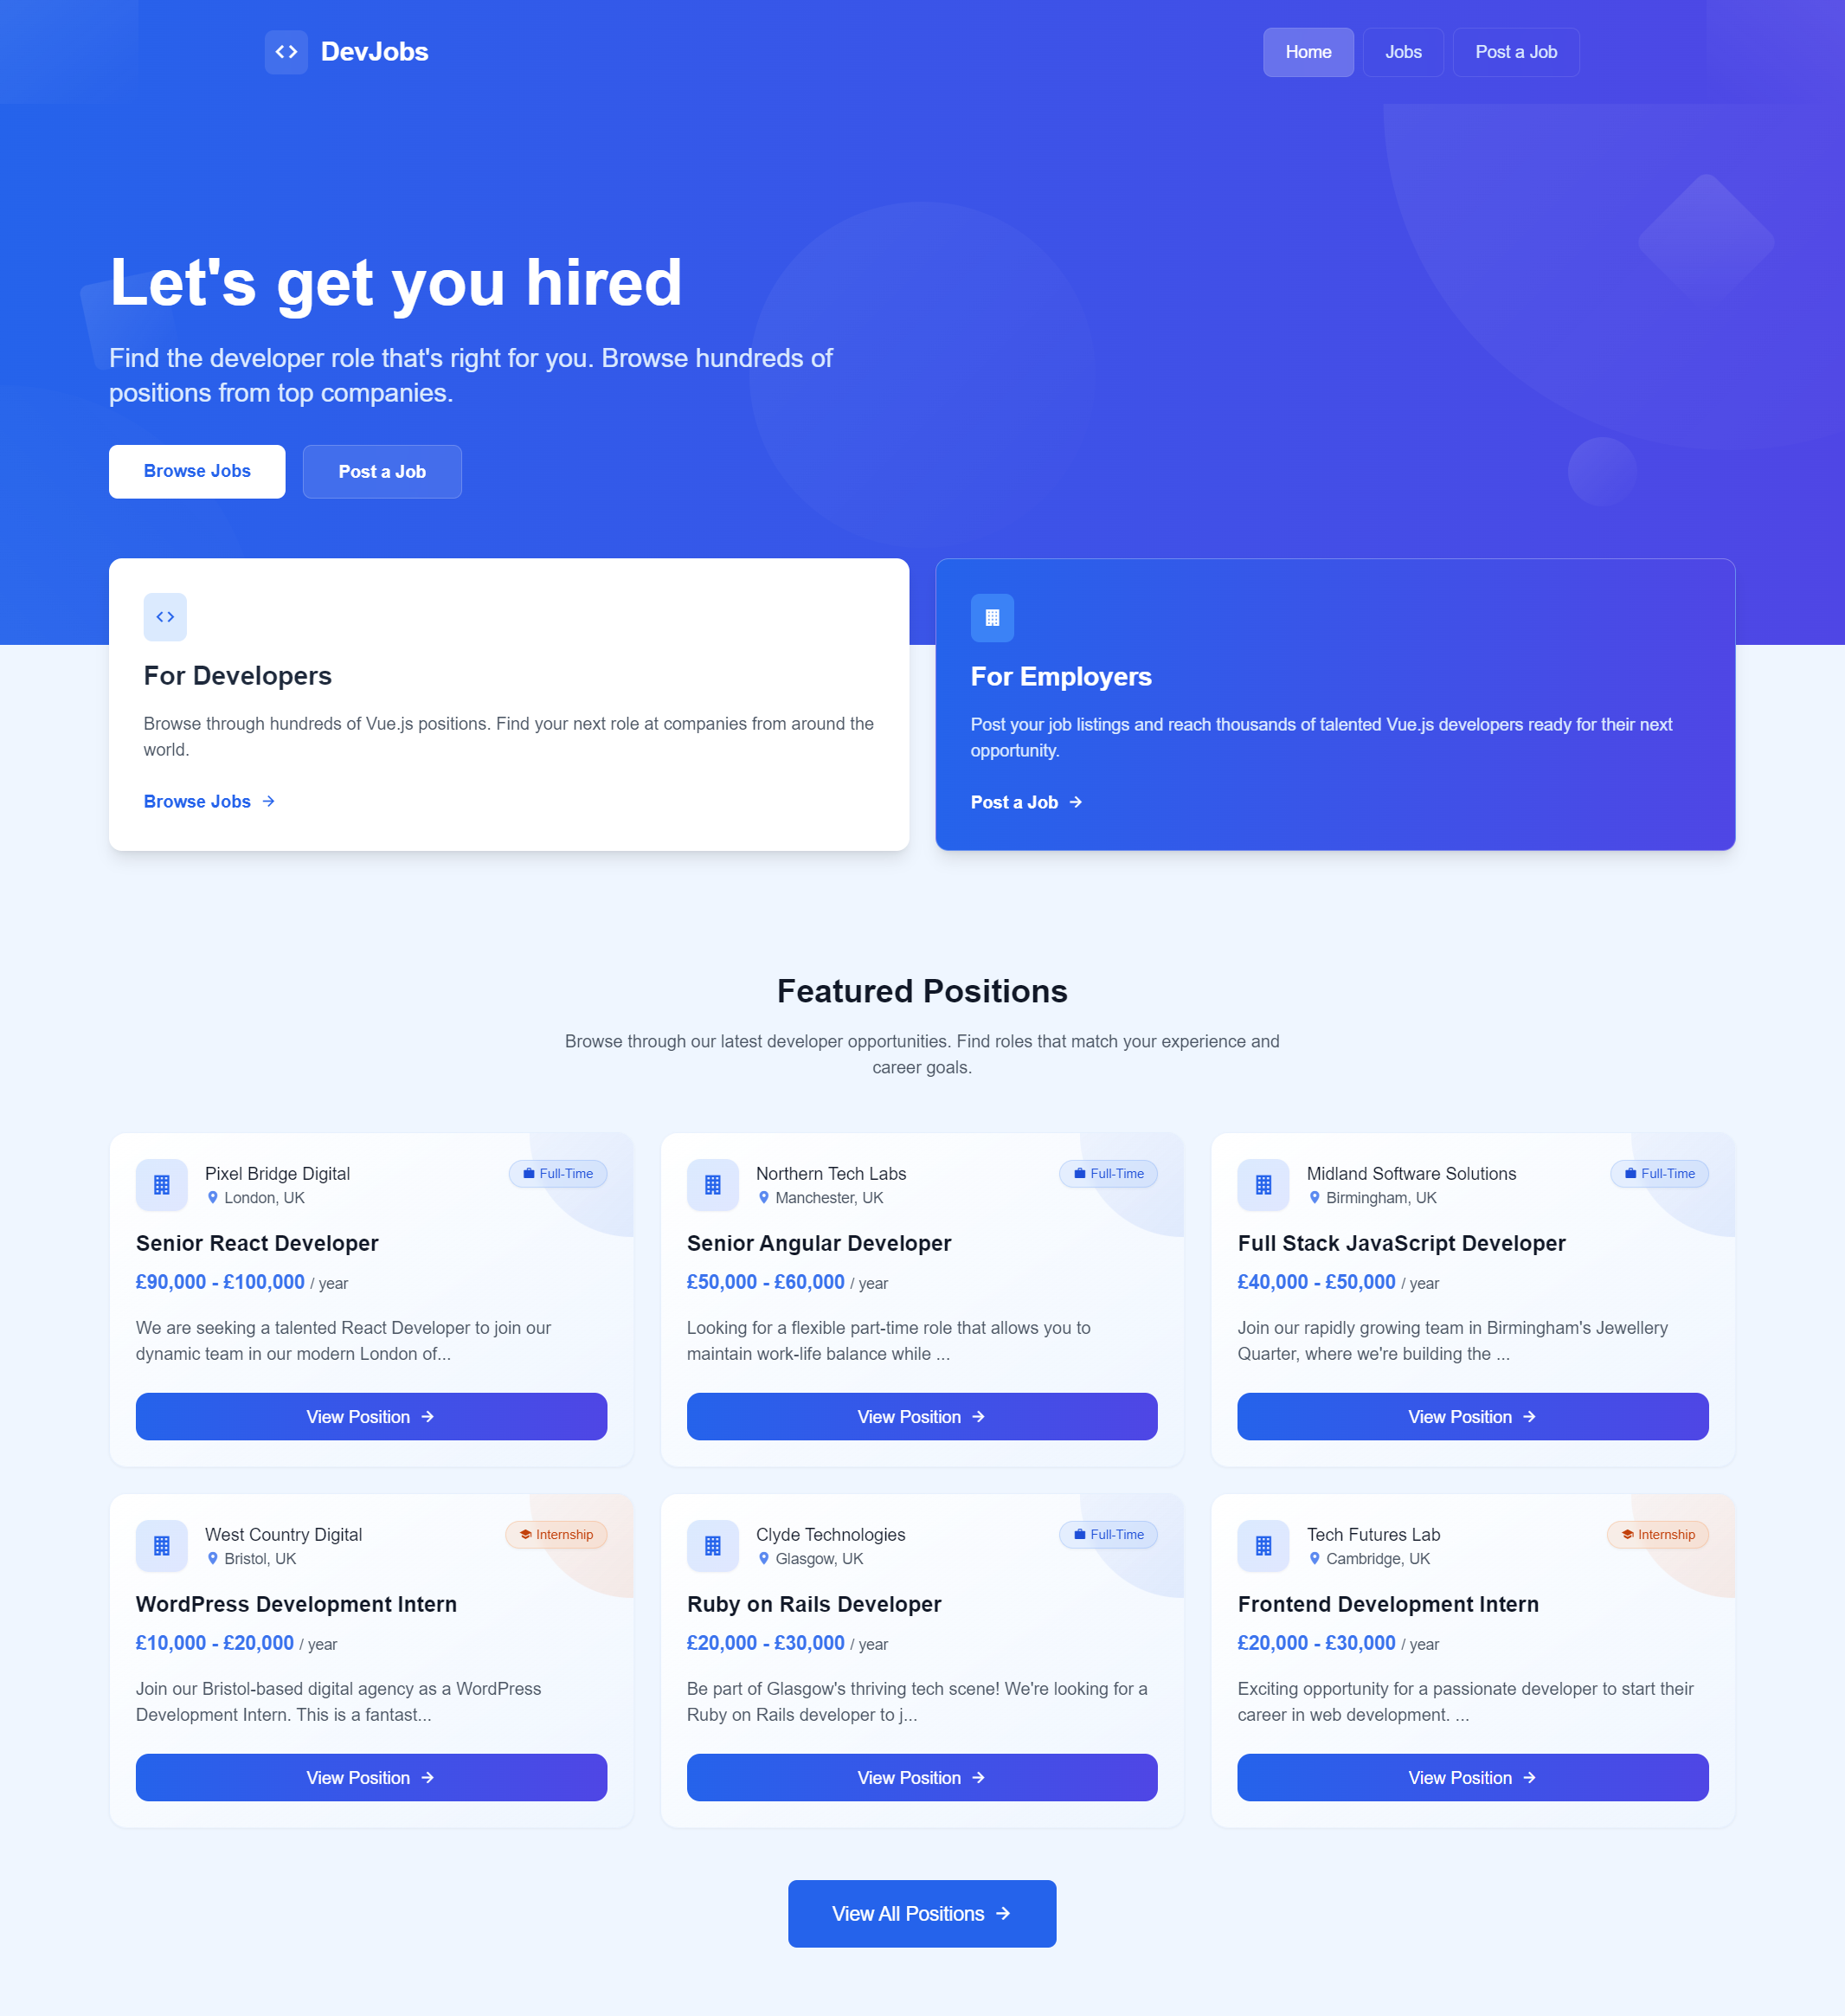 DevJobs
Home
Jobs
Post a Job
Let's get you hired
Find the developer role that's right for you. Browse hundreds of
positions from top companies.
Browse Jobs
Post a Job
For Developers
Browse through hundreds of Vue.js positions. Find your next role at companies from around the
world.
Browse Jobs →
For Employers
Post your job listings and reach thousands of talented Vue.js developers ready for their next
opportunity.
Post a Job →
Featured Positions
Browse through our latest developer opportunities. Find roles that match your experience and
career goals.
Pixel Bridge Digital
London, UK
Full-Time
Senior React Developer
£90,000 - £100,000 / year
We are seeking a talented React Developer to join our
dynamic team in our modern London of...
View Position →
Northern Tech Labs
Manchester, UK
Full-Time
Senior Angular Developer
£50,000 - £60,000 / year
Looking for a flexible part-time role that allows you to
maintain work-life balance while ...
View Position →
Midland Software Solutions
Birmingham, UK
Full-Time
Full Stack JavaScript Developer
£40,000 - £50,000 / year
Join our rapidly growing team in Birmingham's Jewellery
Quarter, where we're building the ...
View Position →
West Country Digital
Bristol, UK
Internship
WordPress Development Intern
£10,000 - £20,000 / year
Join our Bristol-based digital agency as a WordPress
Development Intern. This is a fantast...
View Position →
Clyde Technologies
Glasgow, UK
Full-Time
Ruby on Rails Developer
£20,000 - £30,000 / year
Be part of Glasgow's thriving tech scene! We're looking for a
Ruby on Rails developer to j...
View Position →
Tech Futures Lab
Cambridge, UK
Internship
Frontend Development Intern
£20,000 - £30,000 / year
Exciting opportunity for a passionate developer to start their
career in web development. ...
View Position →
View All Positions →